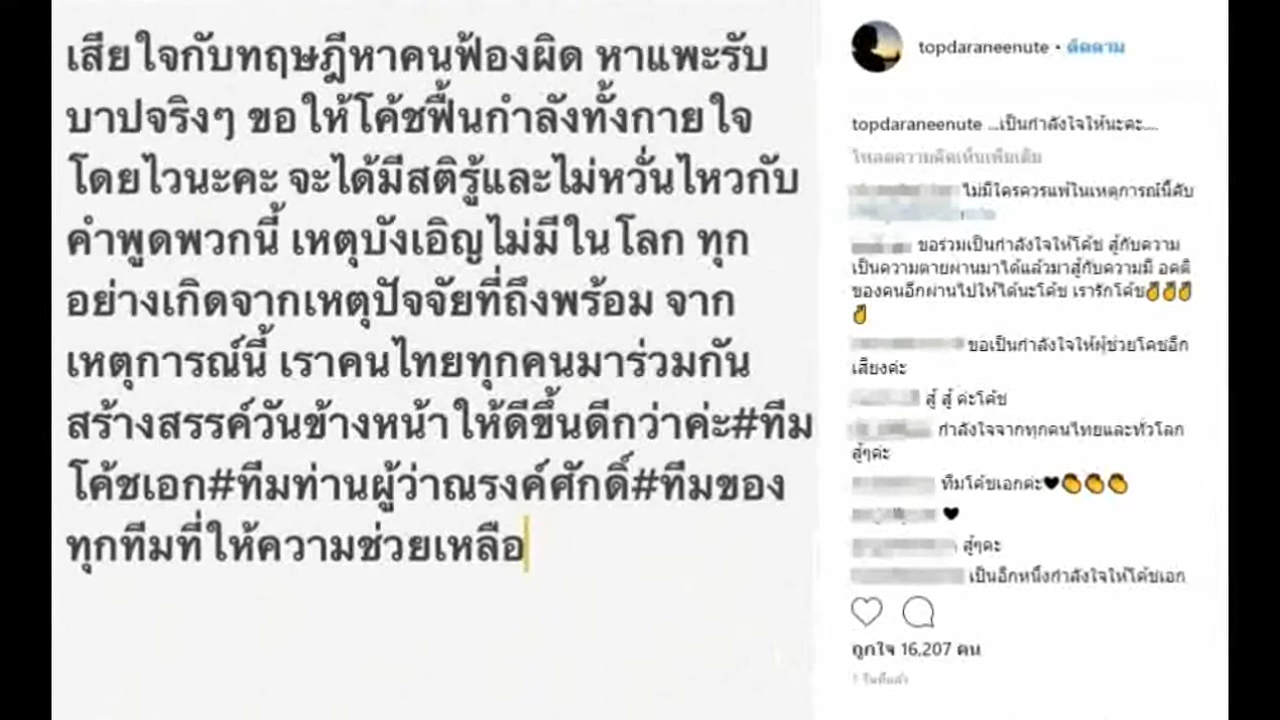 เสียใจกับทฤษฎีหาคนฟ้องผิด หาแพะรับ
บาปจริงๆ ขอให้โค้ชฟื้นกำลังทั้งกายใจ
โดยไวนะคะ จะได้มีสติรู้และไม่หวั่นไหวกับ
คำพูดพวกนี้ เหตุบังเอิญไม่มีในโลก ทุก
อย่างเกิดจากเหตุปัจจัยที่ถึงพร้อม จาก
เหตุการณ์นี้ เราคนไทยทุกคนมาร่วมกัน
สร้างสรรค์วันข้างหน้าให้ดีขึ้นดีกว่าค่ะ#ทีม
โค้ชเอก#ทีมท่านผู้ว่าณรงค์ศักดิ์#ทีมของ
ทุกทีมที่ให้ความช่วยเหลือ
topdaraneenute • ติดตาม
topdaraneenute ...เป็นกำลังใจให้นะคะ....
โหลดความคิดเห็นเพิ่มเติม
ไม่มีใครควรแพ้ในเหตุการณ์นี้คับ
ขอร่วมเป็นกำลังใจให้โค้ช สู้กับความ
เป็นความตายผ่านมาได้แล้วมาสู้กับความมี อคติ
ของคนอีกผ่านไปให้ได้นะโค้ช เรารักโค้ช✌✌✌
✌
ขอเป็นกำลังใจให้ผุ้ช่วยโคชอีก
เสียงค่ะ
สู้ สู้ ค่ะโค้ช
กำลังใจจากทุกคนไทยและทั่วโลก
สู้ๆค่ะ
ทีมโค้ชเอกค่ะ🖤👏👏👏
🖤
สู้ๆคะ
เป็นอีกหนึ่งกำลังใจให้โค้ชเอก
ถูกใจ 16,207 คน